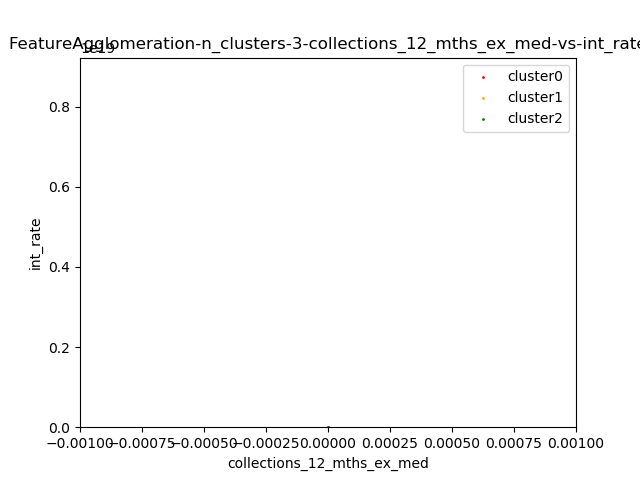 FeatureAgglomeration-n_clusters-3-collections_12_mths_ex_med-vs-int_rate
1e19
cluster0
cluster1
cluster2
0.8
0.6
0.4
0.2
0.0
int_rate
−0.00100 −0.00075 −0.00050 −0.00025 0.00000 0.00025 0.00050 0.00075 0.00100
collections_12_mths_ex_med